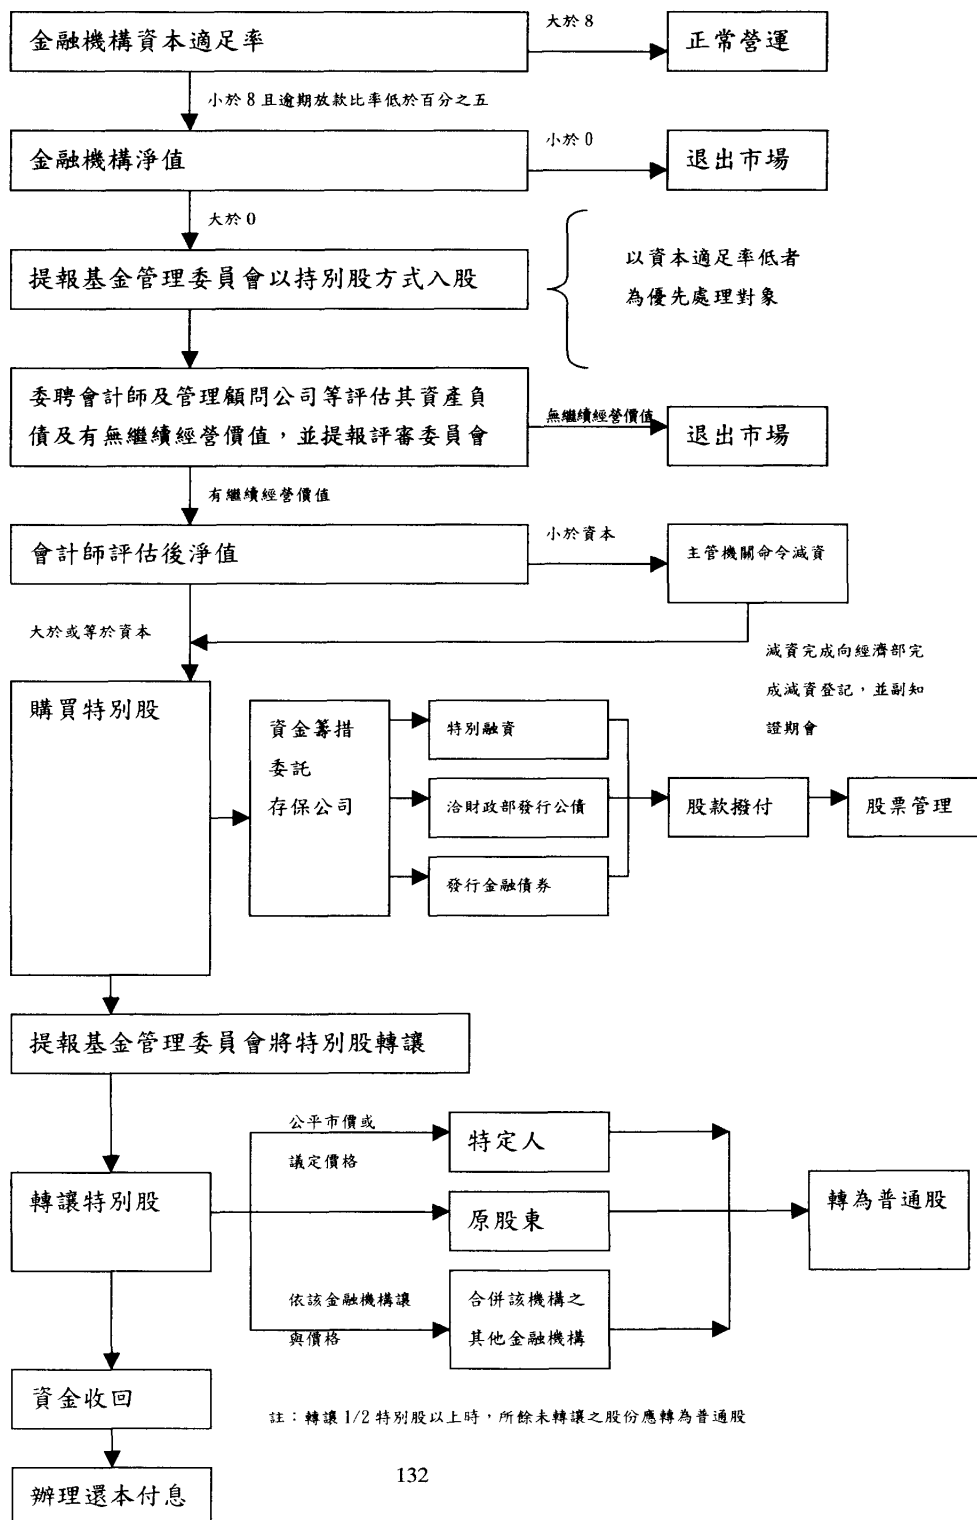 金融機構資本適足率
大於 8
正常營運
小於 8 且逾期放款比率低於百分之五
金融機構淨值
小於 0
退出市場
大於 0
提報基金管理委員會以持別股方式入股
以資本適足率低者
為優先處理對象
委聘會計師及管理顧問公司等評估其資產負
債及有無繼續經營價值，並提報評審委員會
無繼續經營價值
退出市場
有繼續經營價值
會計師評估後淨值
小於資本
主管機關命令減資
大於或等於資本
減資完成向經濟部完
成減資登記，並副知
證期會
購買特別股
資金籌措
委託
存保公司
特別融資
洽財政部發行公債
發行金融債券
股款撥付
股票管理
提報基金管理委員會將特別股轉讓
轉讓特別股
公平市價或
議定價格
特定人
原股東
依該金融機構讓
與價格
合併該機構之
其他金融機構
轉為普通股
資金收回
註：轉讓 1/2 特別股以上時，所餘未轉讓之股份應轉為普通股
辦理還本付息
132